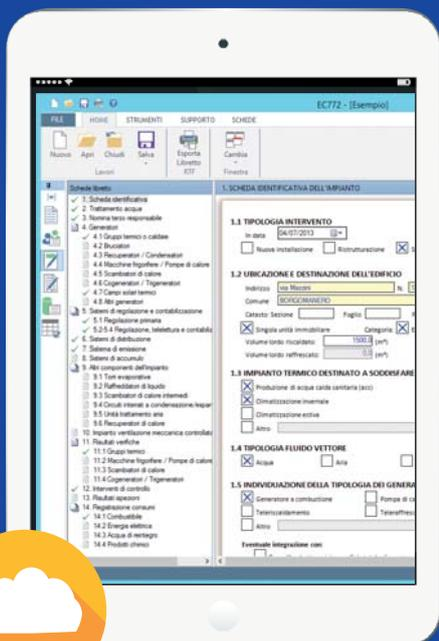 EC772 - [Esempio]
FILE HOME STRUMENTI SUPPORTO SCHEDE
Nuovo Apri Chiudi Salva Esporta Libretto RTF Cambia
Lavori Finestra
Schede libretto
1. Scheda identificativa
2. Trattamento acqua
3. Nomina terzo responsabile
4. Generatori
4.1 Gruppi termici o caldaie
4.2 Bruciatori
4.3 Recuperatori / Condensatori
4.4 Macchine frigorifere / Pompe di calore
4.5 Scambiatori di calore
4.6 Cogeneratori / Trigeneratori
4.7 Campi solari termici
4.8 Altri generatori
5. Sistemi di regolazione e contabilizzazione
5.1 Regolazione primaria
5.2-5.4 Regolazione, telelettura e contabiliz
6. Sistemi di distribuzione
7. Sistema di emissione
8. Sistemi di accumulo
9. Altri componenti dell'impianto
9.1 Torri evaporative
9.2 Raffreddatori di liquido
9.3 Scambiatori di calore intermedi
9.4 Circuiti interrati a condensazione/espan
9.5 Unità trattamento aria
9.6 Recuperatori di calore
10. Impianto ventilazione meccanica controllata
11. Risultati verifiche
11.1 Gruppi termici
11.2 Macchine frigorifere / Pompe di calore
11.3 Scambiatori di calore
11.4 Cogeneratori / Trigeneratori
12. Interventi di controllo
13. Risultati ispezioni
14. Registrazione consumi
14.1 Combustibile
14.2 Energia elettrica
14.3 Acqua di reintegro
14.4 Prodotti chimici
1. SCHEDA IDENTIFICATIVA DELL'IMPIANTO
1.1 TIPOLOGIA INTERVENTO
In data 04/07/2013
Nuova installazione Ristrutturazione S
1.2 UBICAZIONE E DESTINAZIONE DELL'EDIFICIO
Indirizzo via Mazzini N.
Comune BORGOMANERO
Catasto: Sezione Foglio
Singola unità immobiliare Categoria: E
Volume lordo riscaldato: 1500,0 (m³)
Volume lordo raffrescato: 0,0 (m³)
1.3 IMPIANTO TERMICO DESTINATO A SODDISFARE
Produzione di acqua calda sanitaria (acs)
Climatizzazione invernale
Climatizzazione estiva
Altro
1.4 TIPOLOGIA FLUIDO VETTORE
Acqua Aria
1.5 INDIVIDUAZIONE DELLA TIPOLOGIA DEI GENERA
Generatore a combustione Pompa di ca
Teleriscaldamento Teleraffresc
Altro
Eventuale integrazione con: